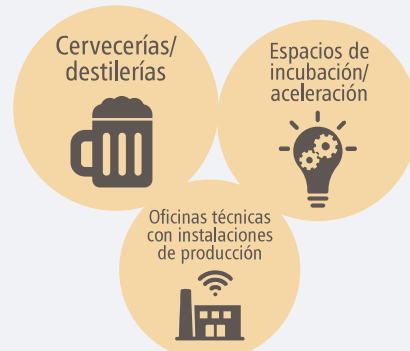 Cervecerías/
destilerías
Espacios de
incubación/
aceleración
Oficinas técnicas
con instalaciones
de producción